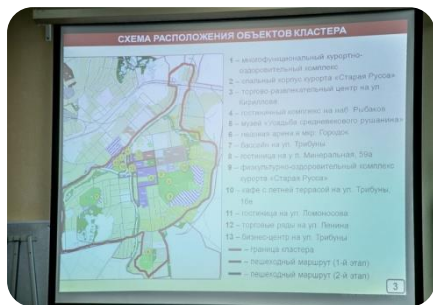 СХЕМА РАСПОЛОЖЕНИЯ ОБЪЕКТОВ КЛАСТЕРА
1 – многофункциональный курортно-
оздоровительный комплекс
2 – спальный корпус курорта «Старая Русса»
3 – торгово-развлекательный центр на ул.
Кириллова
4 – гостиничный комплекс на наб. Рыбаков
5 – музей «Усадьба средневекового рушанина»
6 – ледовая арена в мкр. Городок
7 – бассейн на ул. Трибуны
8 – гостиница на ул. Минеральная, 59а
9 – физкультурно-оздоровительный комплекс
курорта «Старая Русса»
10 – кафе с летней террасой на ул. Трибуны,
16а
11 – гостиница на ул. Ломоносова
12 – торговые ряды на ул. Ленина
13 – бизнес-центр на ул. Трибуны
– граница кластера
– пешеходный маршрут (1-й этап)
– пешеходный маршрут (2-й этап)
3